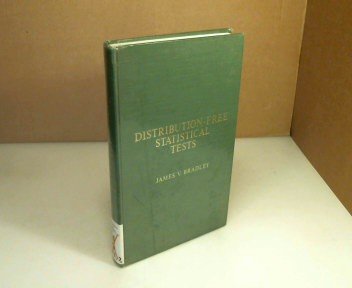 DISTRIBUTION-FREE
STATISTICAL
TESTS
JAMES V. BRADLEY